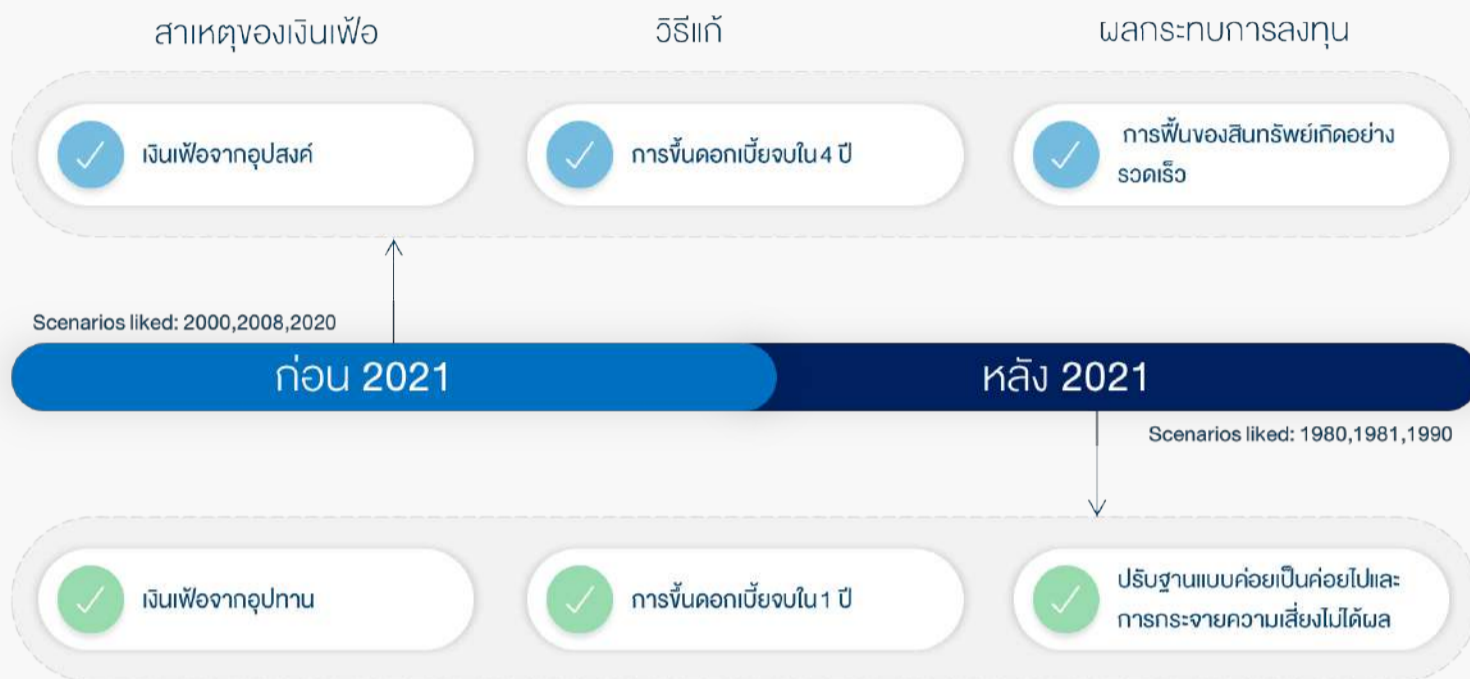 สาเหตุของเงินเฟ้อ
วิธีแก้
ผลกระทบการลงทุน
เงินเฟ้อจากอุปสงค์
การขึ้นดอกเบี้ยจบใน 4 ปี
การฟื้นของสินทรัพย์เกิดอย่าง
รวดเร็ว
Scenarios liked: 2000,2008,2020
ก่อน 2021
หลัง 2021
Scenarios liked: 1980,1981,1990
เงินเฟ้อจากอุปทาน
การขึ้นดอกเบี้ยจบใน 1 ปี
ปรับฐานแบบค่อยเป็นค่อยไปและ
การกระจายความเสี่ยงไม่ได้ผล